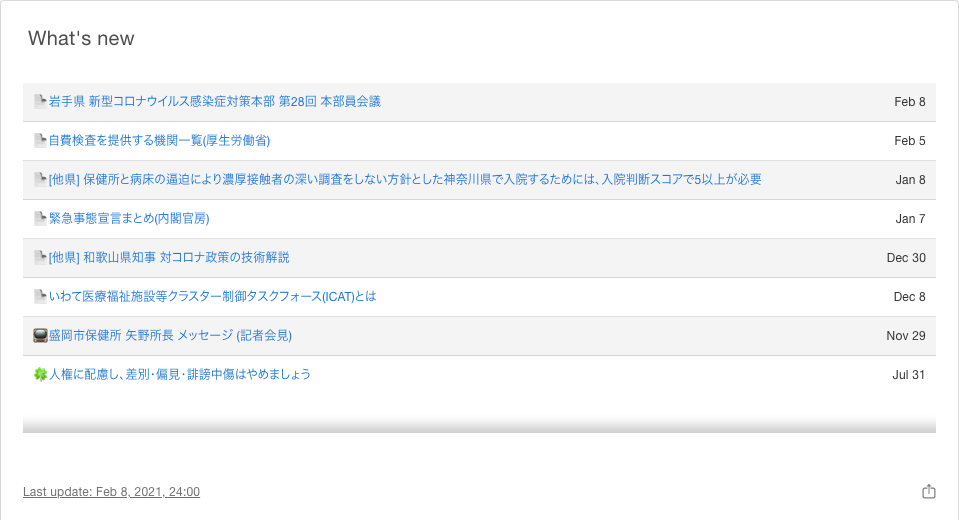 What's new
岩手県 新型コロナウイルス感染症対策本部 第28回 本部員会議 Feb 8
自費検査を提供する機関一覧(厚生労働省) Feb 5
[他県] 保健所と病床の逼迫により濃厚接触者の深い調査をしない方針とした神奈川県で入院するためには、入院判断スコアで5以上が必要 Jan 8
緊急事態宣言まとめ(内閣官房) Jan 7
[他県] 和歌山県知事 対コロナ政策の技術解説 Dec 30
いわて医療福祉施設等クラスター制御タスクフォース(ICAT)とは Dec 8
盛岡市保健所 矢野所長 メッセージ (記者会見) Nov 29
人権に配慮し、差別・偏見・誹謗中傷はやめましょう Jul 31
Last update: Feb 8, 2021, 24:00